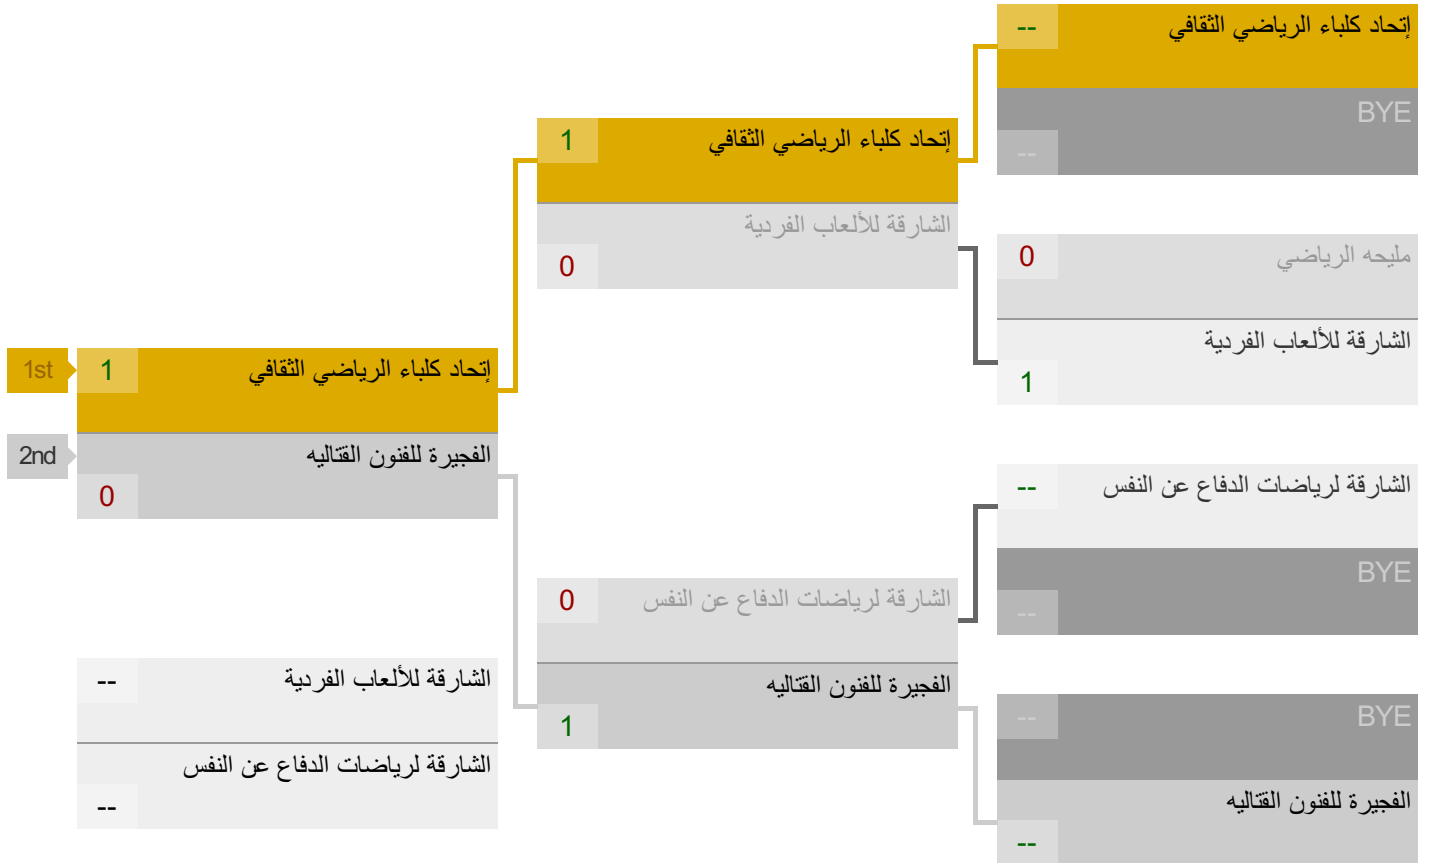 إتحاد كلباء الرياضي الثقافي
--
BYE
--
مليحه الرياضي
0
الشارقة للألعاب الفردية
1
الشارقة لرياضات الدفاع عن النفس
--
BYE
--
BYE
--
الفجيرة للفنون القتاليه
--
إتحاد كلباء الرياضي الثقافي
1
الشارقة للألعاب الفردية
0
الشارقة لرياضات الدفاع عن النفس
0
الفجيرة للفنون القتاليه
1
إتحاد كلباء الرياضي الثقافي
1
1st
الفجيرة للفنون القتاليه
2nd
0
الشارقة للألعاب الفردية
--
الشارقة لرياضات الدفاع عن النفس
--